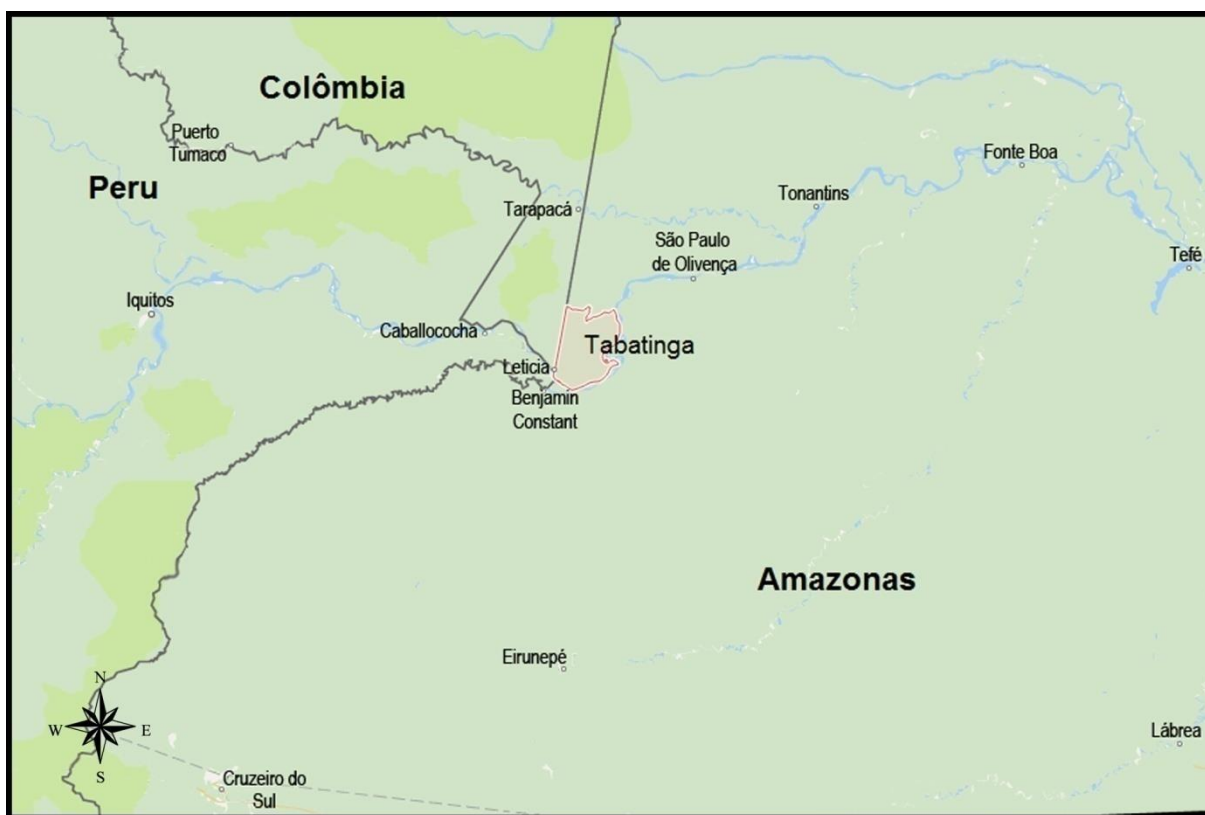 Colômbia
Puerto
Tumaco
Peru
Fonte Boa
Tonantins
Tarapacá
São Paulo
de Olivença
Tefé
Iquitos
Caballococha
Tabatinga
Leticia
Benjamin
Constant
Amazonas
Eirunepé
N
W
E
S
Lábrea
Cruzeiro do
Sul